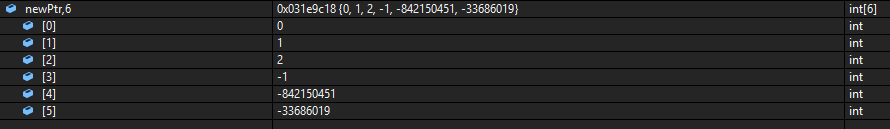 newPtr,6 0x031e9c18 {0, 1, 2, -1, -842150451, -33686019} int[6]
[0] 0 int
[1] 1 int
[2] 2 int
[3] -1 int
[4] -842150451 int
[5] -33686019 int